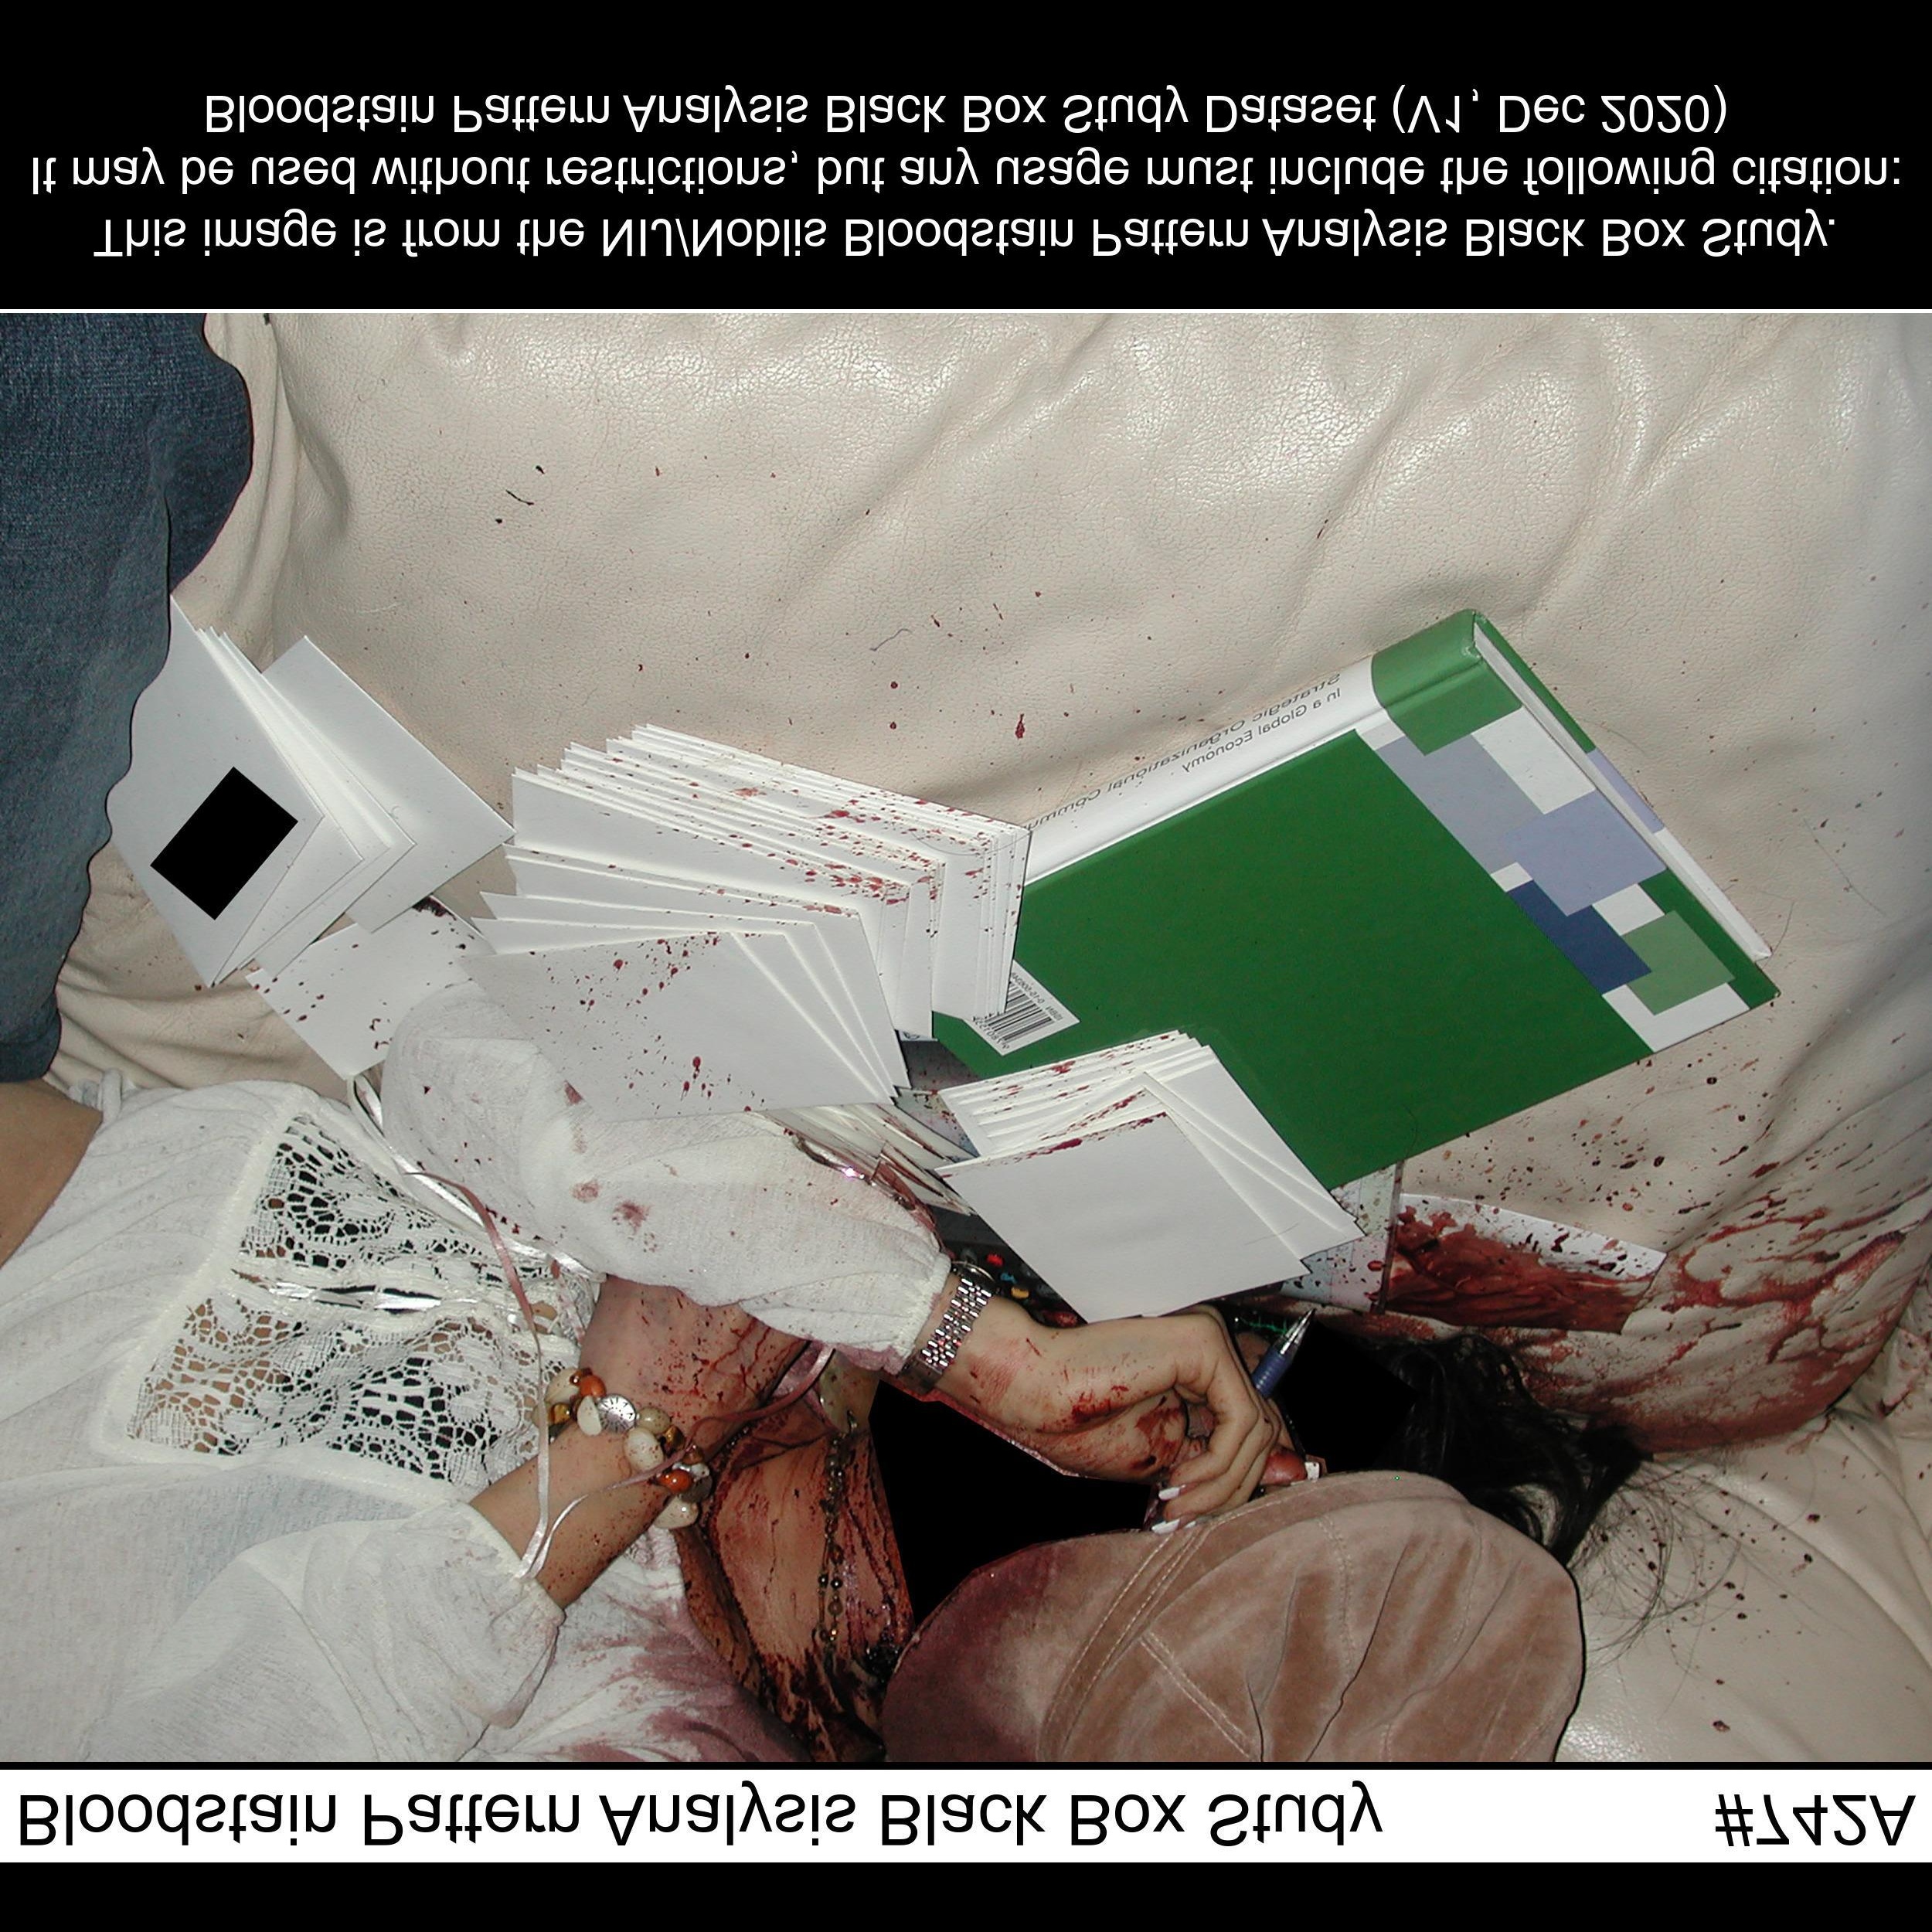 Bloodstain Pattern Analysis Black Box Study #742A
Strategic Organizational
In a Global Economy
ISBN
This image is from the NIJ/Noblis Bloodstain Pattern Analysis Black Box Study.
It may be used without restrictions, but any usage must include the following citation:
Bloodstain Pattern Analysis Black Box Study Dataset (V1, Dec 2020)